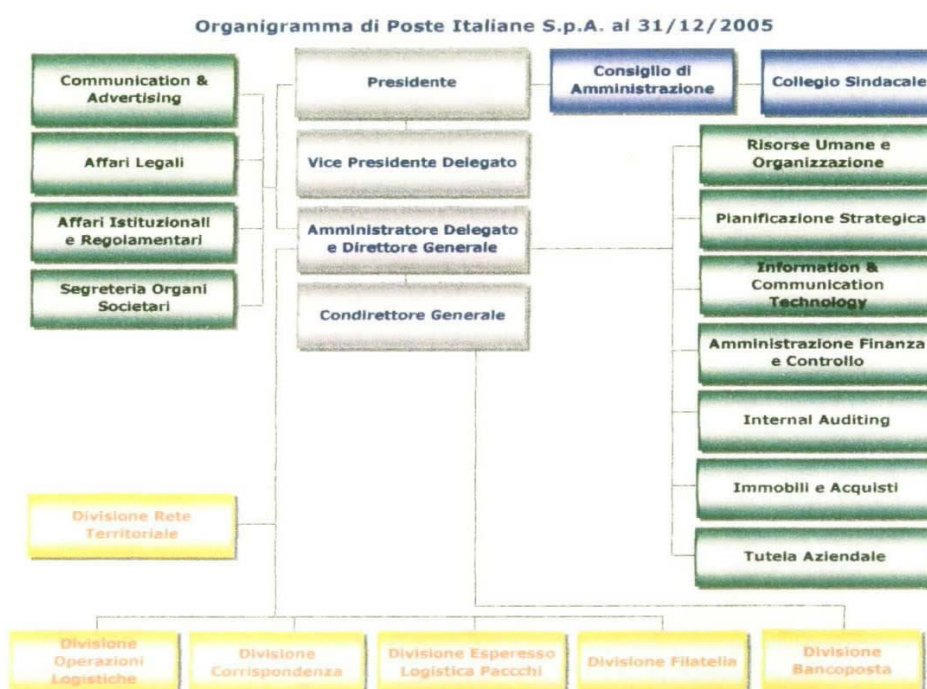 Organigramma di Poste Italiane S.p.A. al 31/12/2005
Communication &
Advertising
Affari Legali
Affari Istituzionali
e Regolamentari
Segreteria Organi
Societari
Presidente
Vice Presidente Delegato
Amministratore Delegato
e Direttore Generale
Condirettore Generale
Consiglio di
Amministrazione
Collegio Sindacale
Risorse Umane e
Organizzazione
Pianificazione Strategica
Information &
Communication
Technology
Amministrazione Finanza
e Controllo
Internal Auditing
Immobili e Acquisti
Tutela Aziendale
Divisione Rete
Territoriale
Divisione
Operazioni
Logistiche
Divisione
Corrispondenza
Divisione Esperesso
Logistica Paccchi
Divisione Filatelia
Divisione
Bancoposta